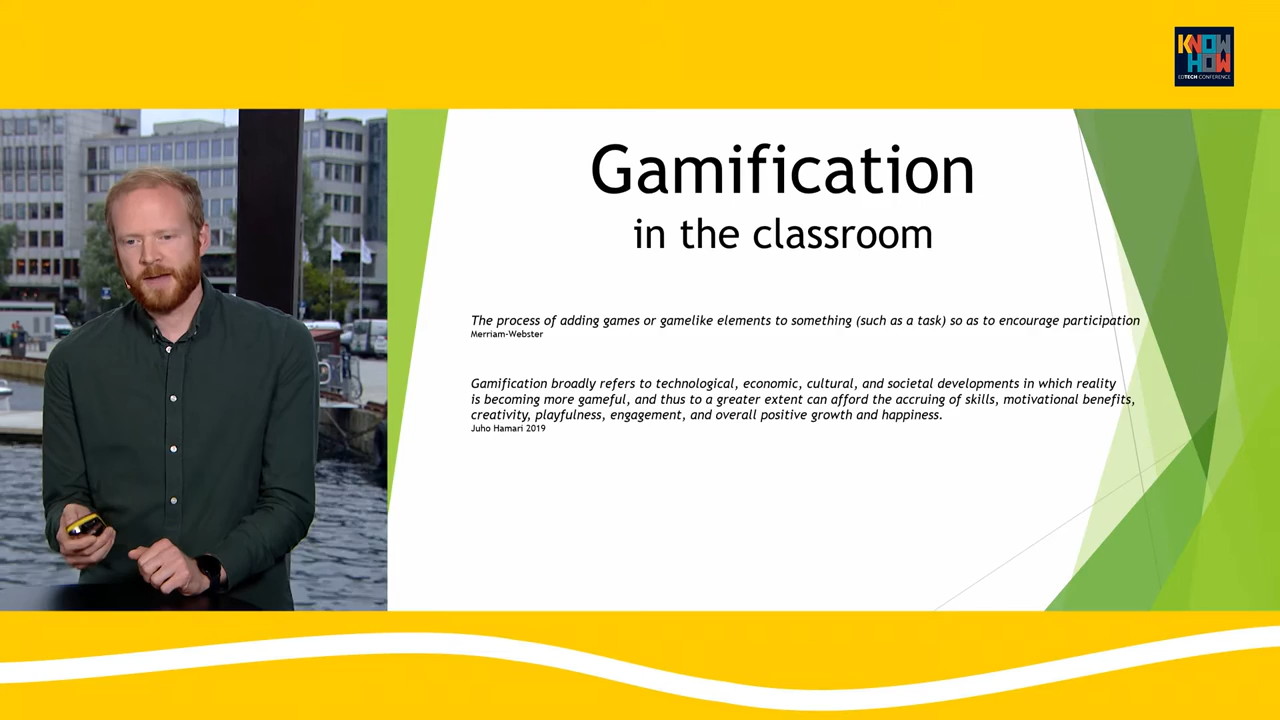 KNOW
HOW
EDTECH CONFERENCE
Gamification
in the classroom
The process of adding games or gamelike elements to something (such as a task) so as to encourage participation
Merriam-Webster
Gamification broadly refers to technological, economic, cultural, and societal developments in which reality
is becoming more gameful, and thus to a greater extent can afford the accruing of skills, motivational benefits,
creativity, playfulness, engagement, and overall positive growth and happiness.
Juho Hamari 2019